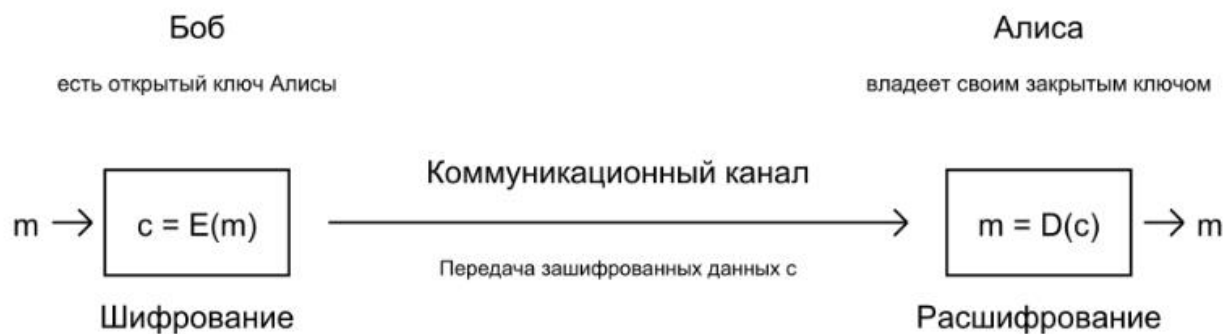 Боб
есть открытый ключ Алисы
Алиса
владеет своим закрытым ключом
Коммуникационный канал
m → c = E(m)
m = D(c) → m
Передача зашифрованных данных c
Шифрование
Расшифрование